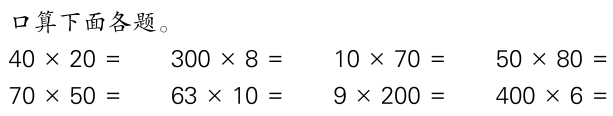 口算下面各题。
40 × 20 = 300 × 8 = 10 × 70 = 50 × 80 =
70 × 50 = 63 × 10 = 9 × 200 = 400 × 6 =